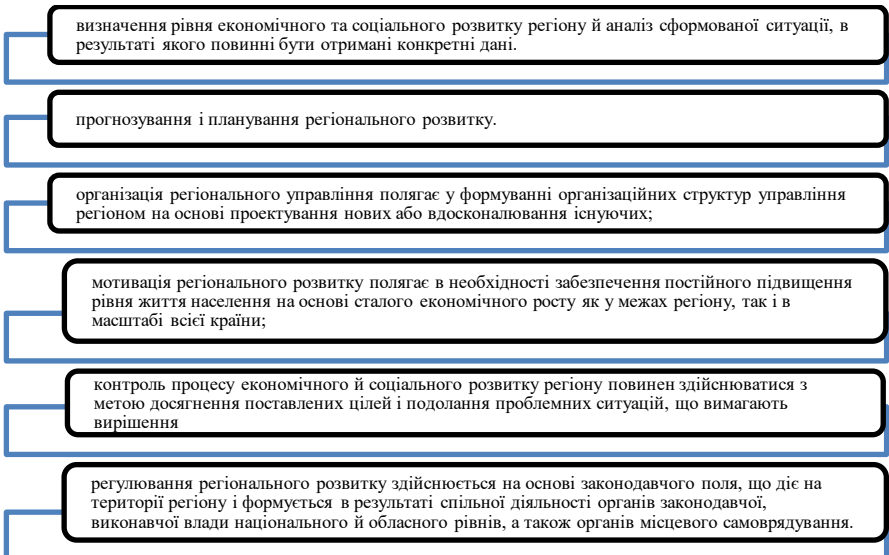 визначення рівня економічного та соціального розвитку регіону й аналіз сформованої ситуації, в
результаті якого повинні бути отримані конкретні дані.
прогнозування і планування регіонального розвитку.
організація регіонального управління полягає у формуванні організаційних структур управління
регіоном на основі проектування нових або вдосконалювання існуючих;
мотивація регіонального розвитку полягає в необхідності забезпечення постійного підвищення
рівня життя населення на основі сталого економічного росту як у межах регіону, так і в
масштабі всієї країни;
контроль процесу економічного й соціального розвитку регіону повинен здійснюватися з
метою досягнення поставлених цілей і подолання проблемних ситуацій, що вимагають
вирішення
регулювання регіонального розвитку здійснюється на основі законодавчого поля, що діє на
території регіону і формується в результаті спільної діяльності органів законодавчої,
виконавчої влади національного й обласного рівнів, а також органів місцевого самоврядування.